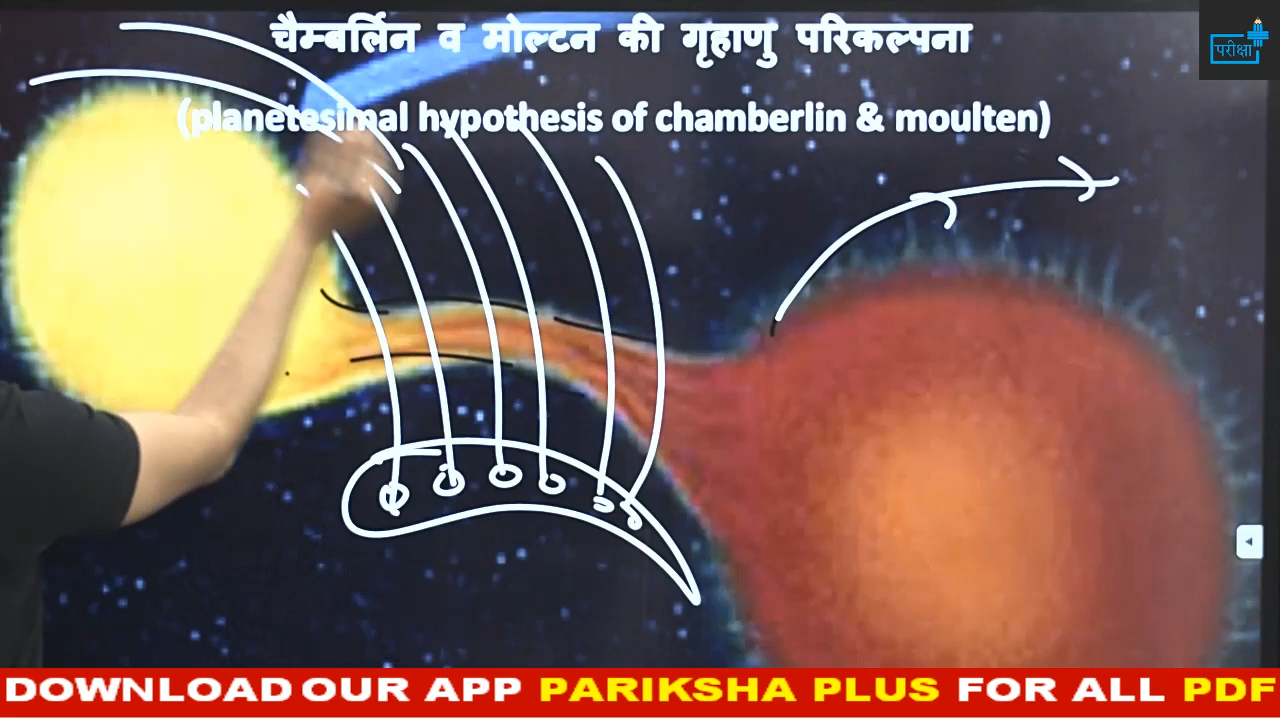 चैम्बर्लिन व मोल्टन की गृहाणु परिकल्पना
परीक्षा
(planetesimal hypothesis of chamberlin & moulten)
DOWNLOAD OUR APP PARIKSHA PLUS FOR ALL PDF